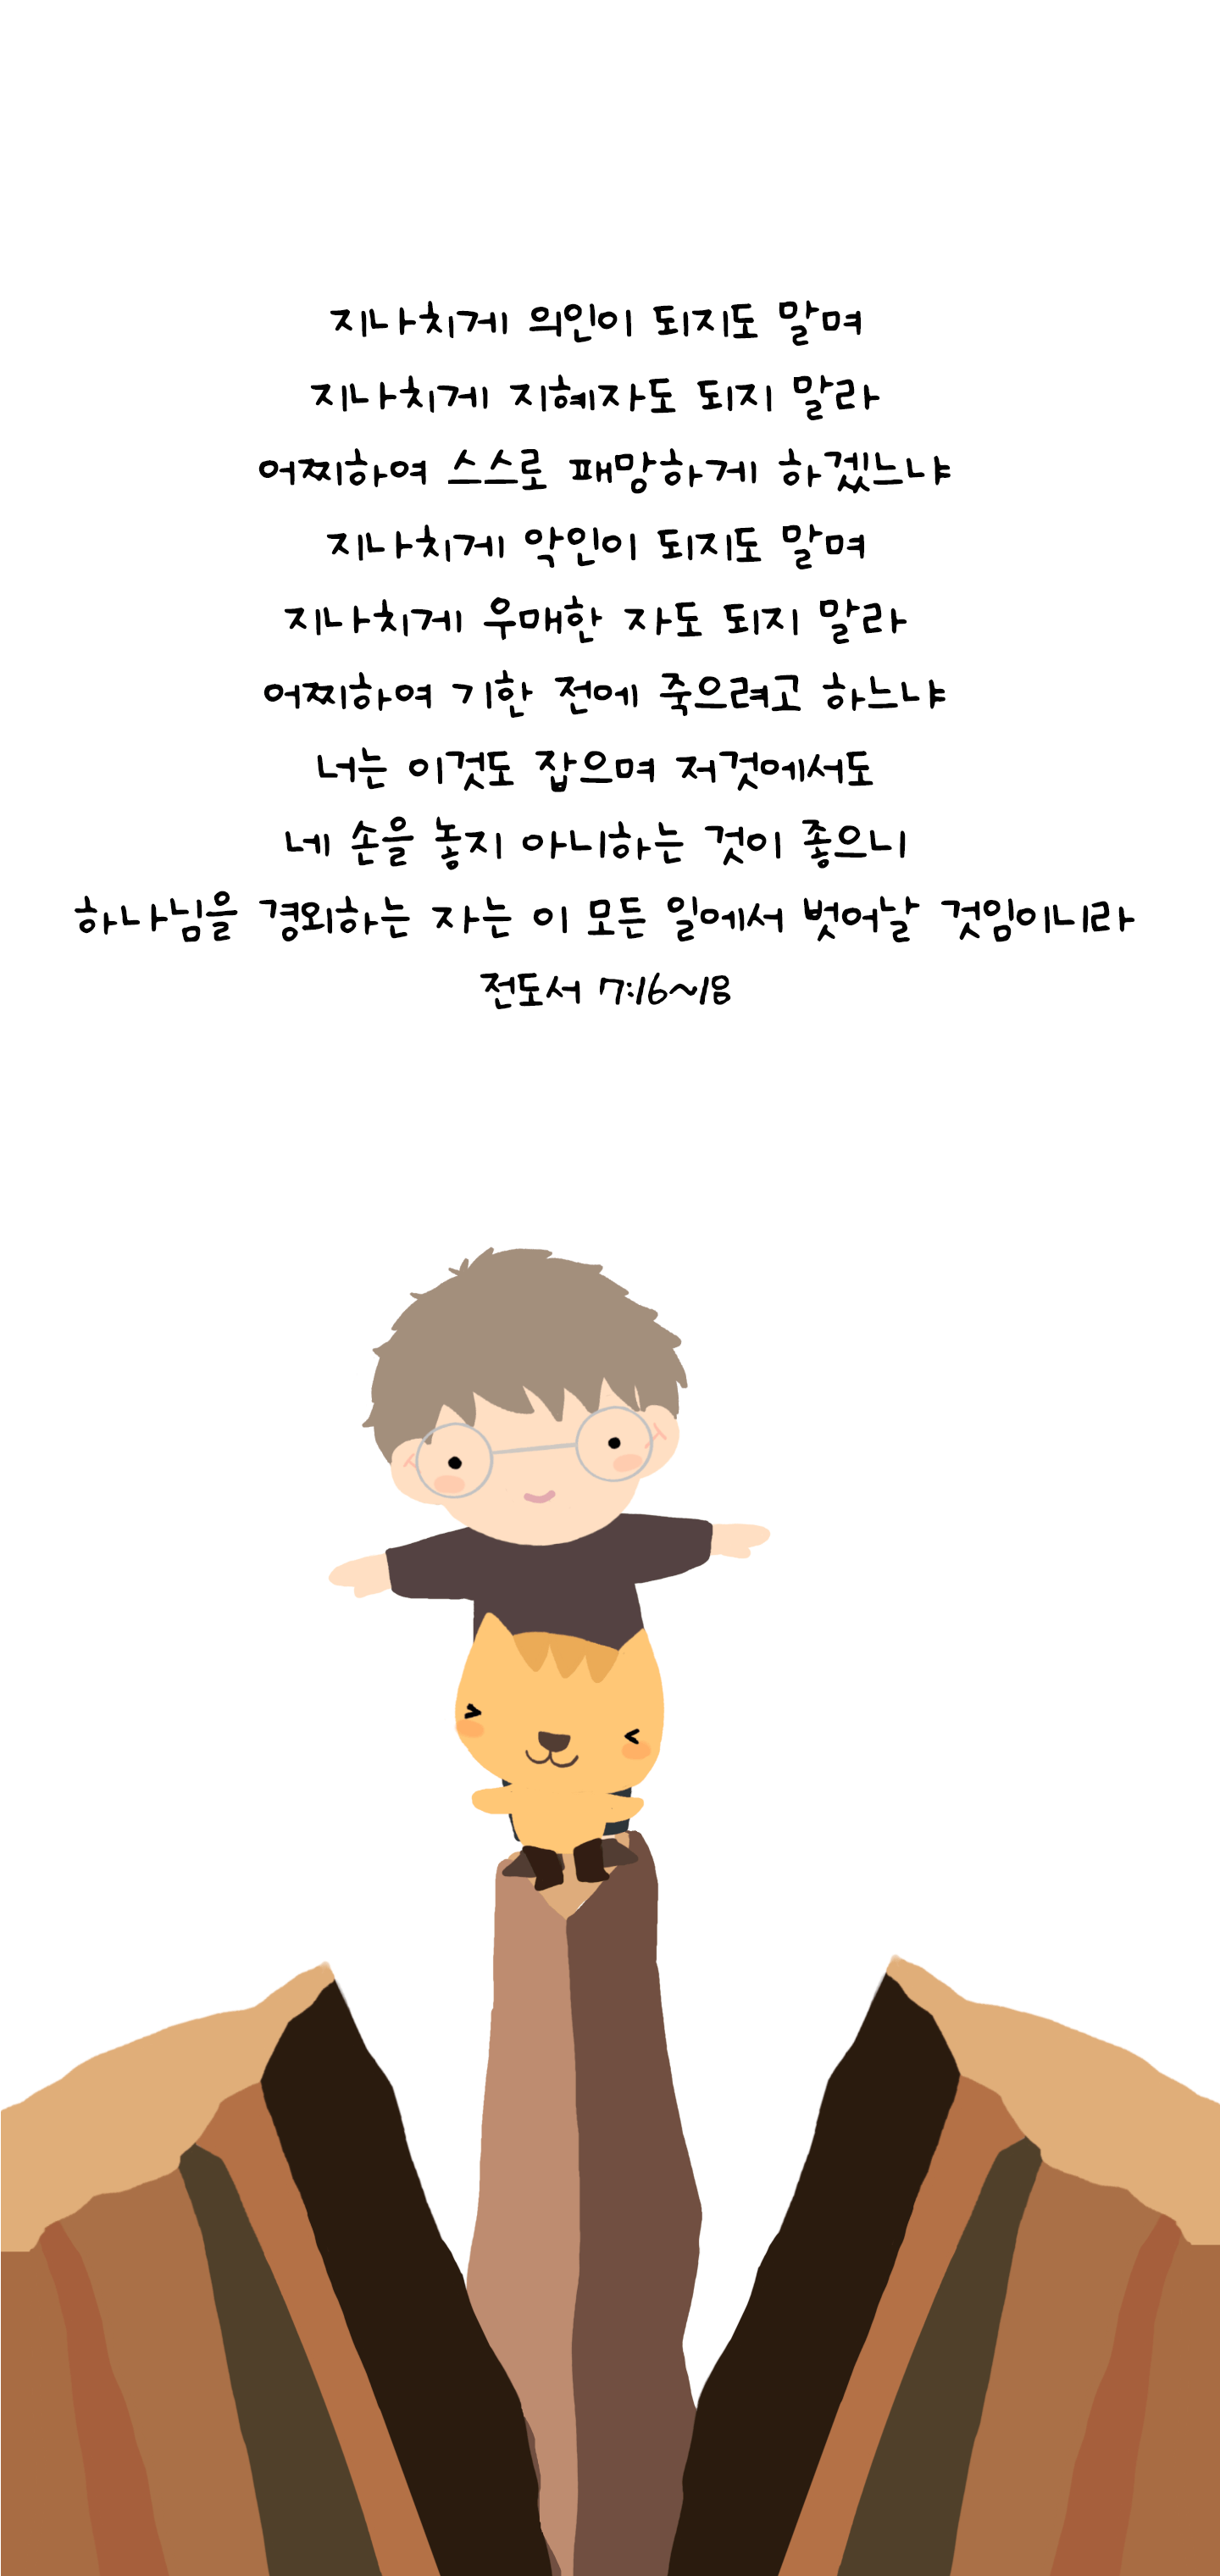 지나치게 의인이 되지도 말며
지나치게 지혜자도 되지 말라
어찌하여 스스로 패망하게 하겠느냐
지나치게 악인이 되지도 말며
지나치게 우매한 자도 되지 말라
어찌하여 기한 전에 죽으려고 하느냐
너는 이것도 잡으며 저것에서도
네 손을 놓지 아니하는 것이 좋으니
하나님을 경외하는 자는 이 모든 일에서 벗어날 것임이니라
전도서 7:16~18